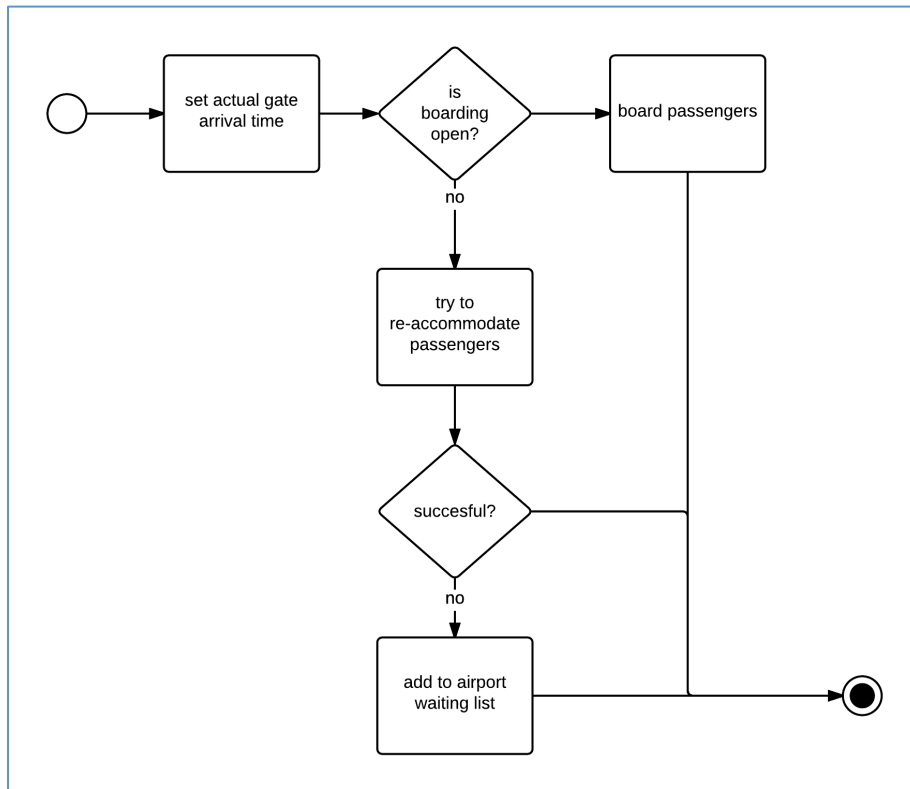 set actual gate
arrival time
is
boarding
open?
board passengers
no
try to
re-accommodate
passengers
succesful?
no
add to airport
waiting list